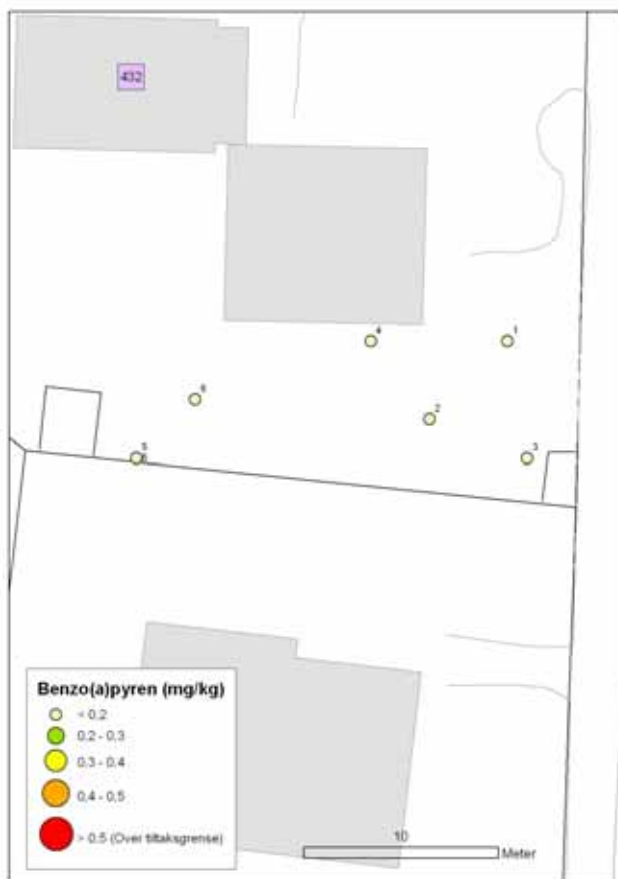 432
4
1
6
2
5
3
Benzo(a)pyren (mg/kg)
< 0,2
0,2 - 0,3
0,3 - 0,4
0,4 - 0,5
> 0.5 (Over tiltaksgrense)
10
Meter